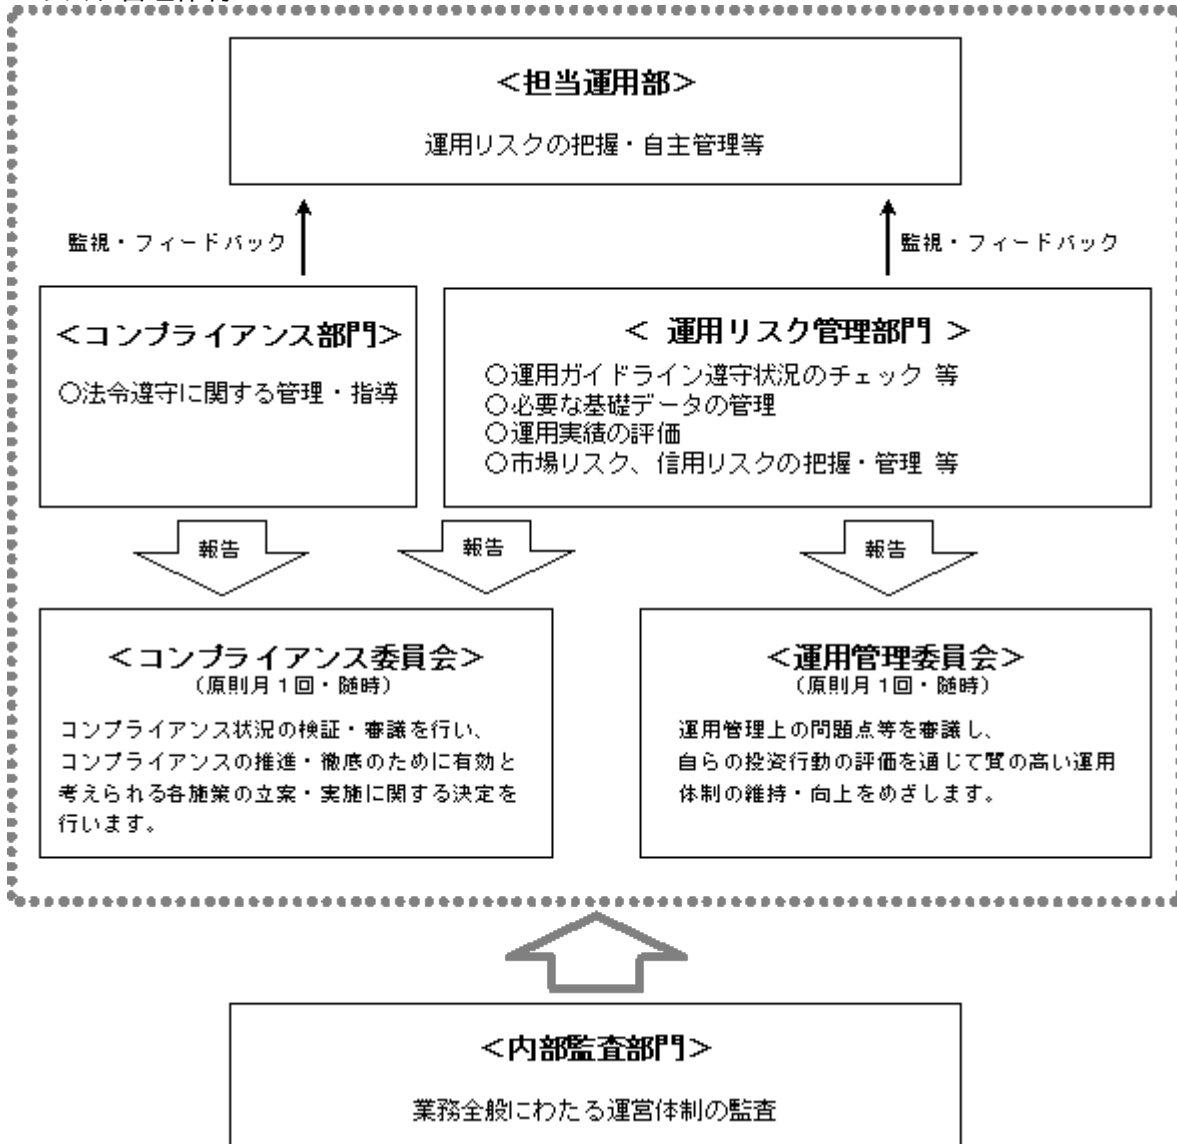 ＜担当運用部＞
運用リスクの把握・自主管理等
監視・フィードバック
監視・フィードバック
＜コンプライアンス部門＞
○法令遵守に関する管理・指導
＜ 運用リスク管理部門 ＞
○運用ガイドライン遵守状況のチェック 等
○必要な基礎データの管理
○運用実績の評価
○市場リスク、信用リスクの把握・管理 等
報告
報告
報告
＜コンプライアンス委員会＞
（原則月１回・随時）
コンプライアンス状況の検証・審議を行い、
コンプライアンスの推進・徹底のために有効と
考えられる各施策の立案・実施に関する決定を
行います。
＜運用管理委員会＞
（原則月１回・随時）
運用管理上の問題点等を審議し、
自らの投資行動の評価を通じて質の高い運用
体制の維持・向上をめざします。
＜内部監査部門＞
業務全般にわたる運営体制の監査